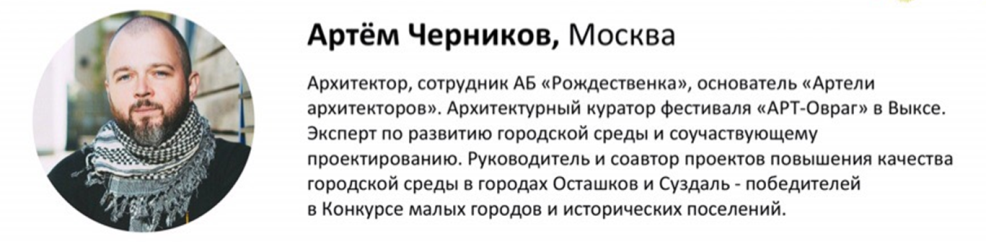 Артём Черников, Москва
Архитектор, сотрудник АБ «Рождественка», основатель «Артели
архитекторов». Архитектурный куратор фестиваля «АРТ-Овраг» в Выксе.
Эксперт по развитию городской среды и соучаствующему
проектированию. Руководитель и соавтор проектов повышения качества
городской среды в городах Осташков и Суздаль - победителей
в Конкурсе малых городов и исторических поселений.